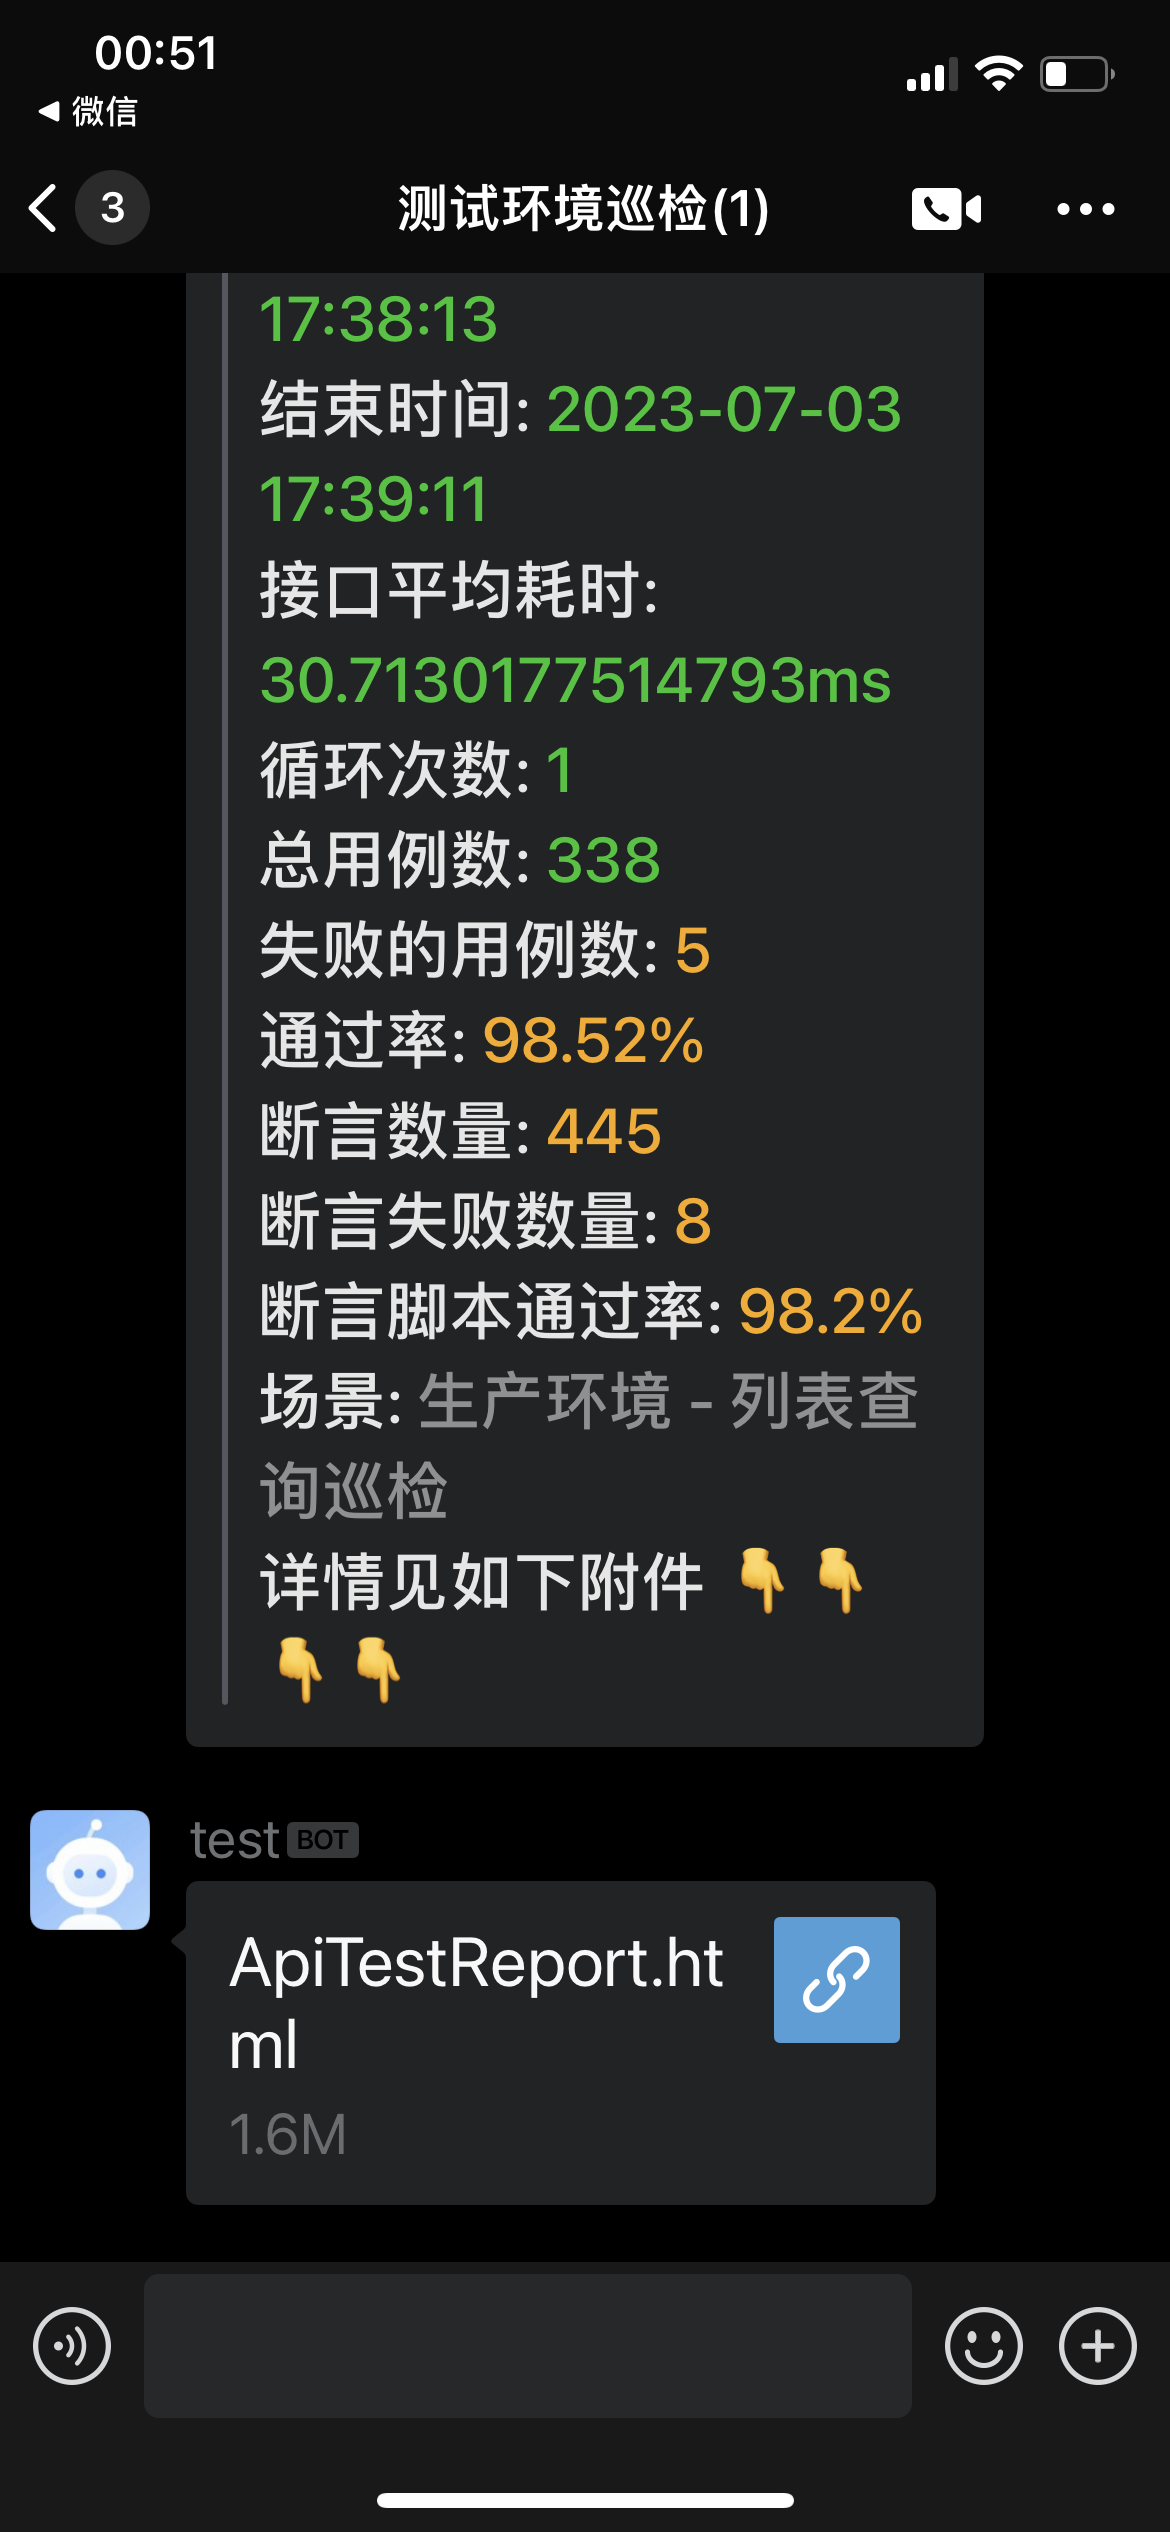 00:51
微信
3
测试环境巡检(1)
17:38:13
结束时间: 2023-07-03
17:39:11
接口平均耗时:
30.71301775147​93ms
循环次数: 1
总用例数: 338
失败的用例数: 5
通过率: 98.52%
断言数量: 445
断言失败数量: 8
断言脚本通过率: 98.2%
场景: 生产环境 - 列表查
询巡检
详情见如下附件 👇👇
👇👇
test BOT
ApiTestReport.ht
ml
1.6M